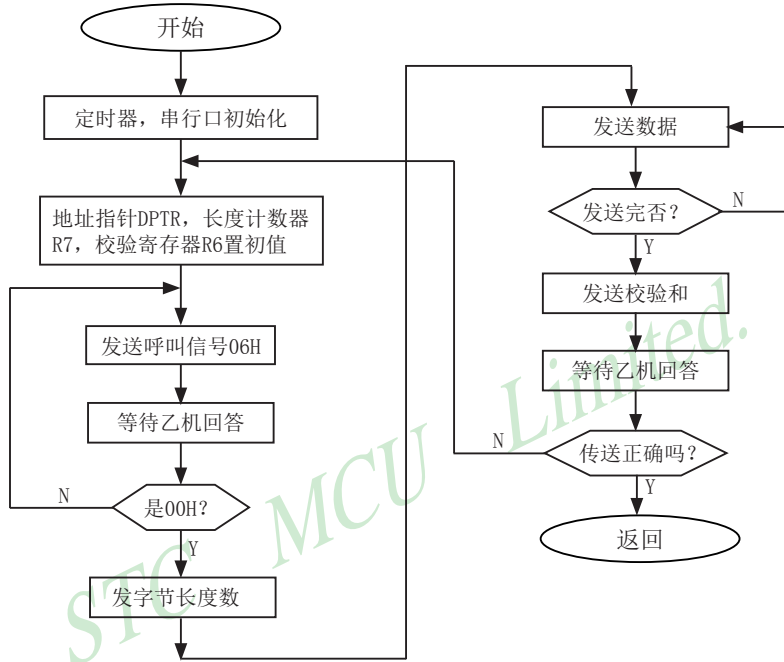 开始
定时器，串行口初始化
地址指针DPTR，长度计数器
R7，校验寄存器R6置初值
发送呼叫信号06H
等待乙机回答
N
是00H？
Y
发字节长度数
发送数据
发送完否？
N
Y
发送校验和
等待乙机回答
N
传送正确吗？
Y
返回
STC MCU Limited.